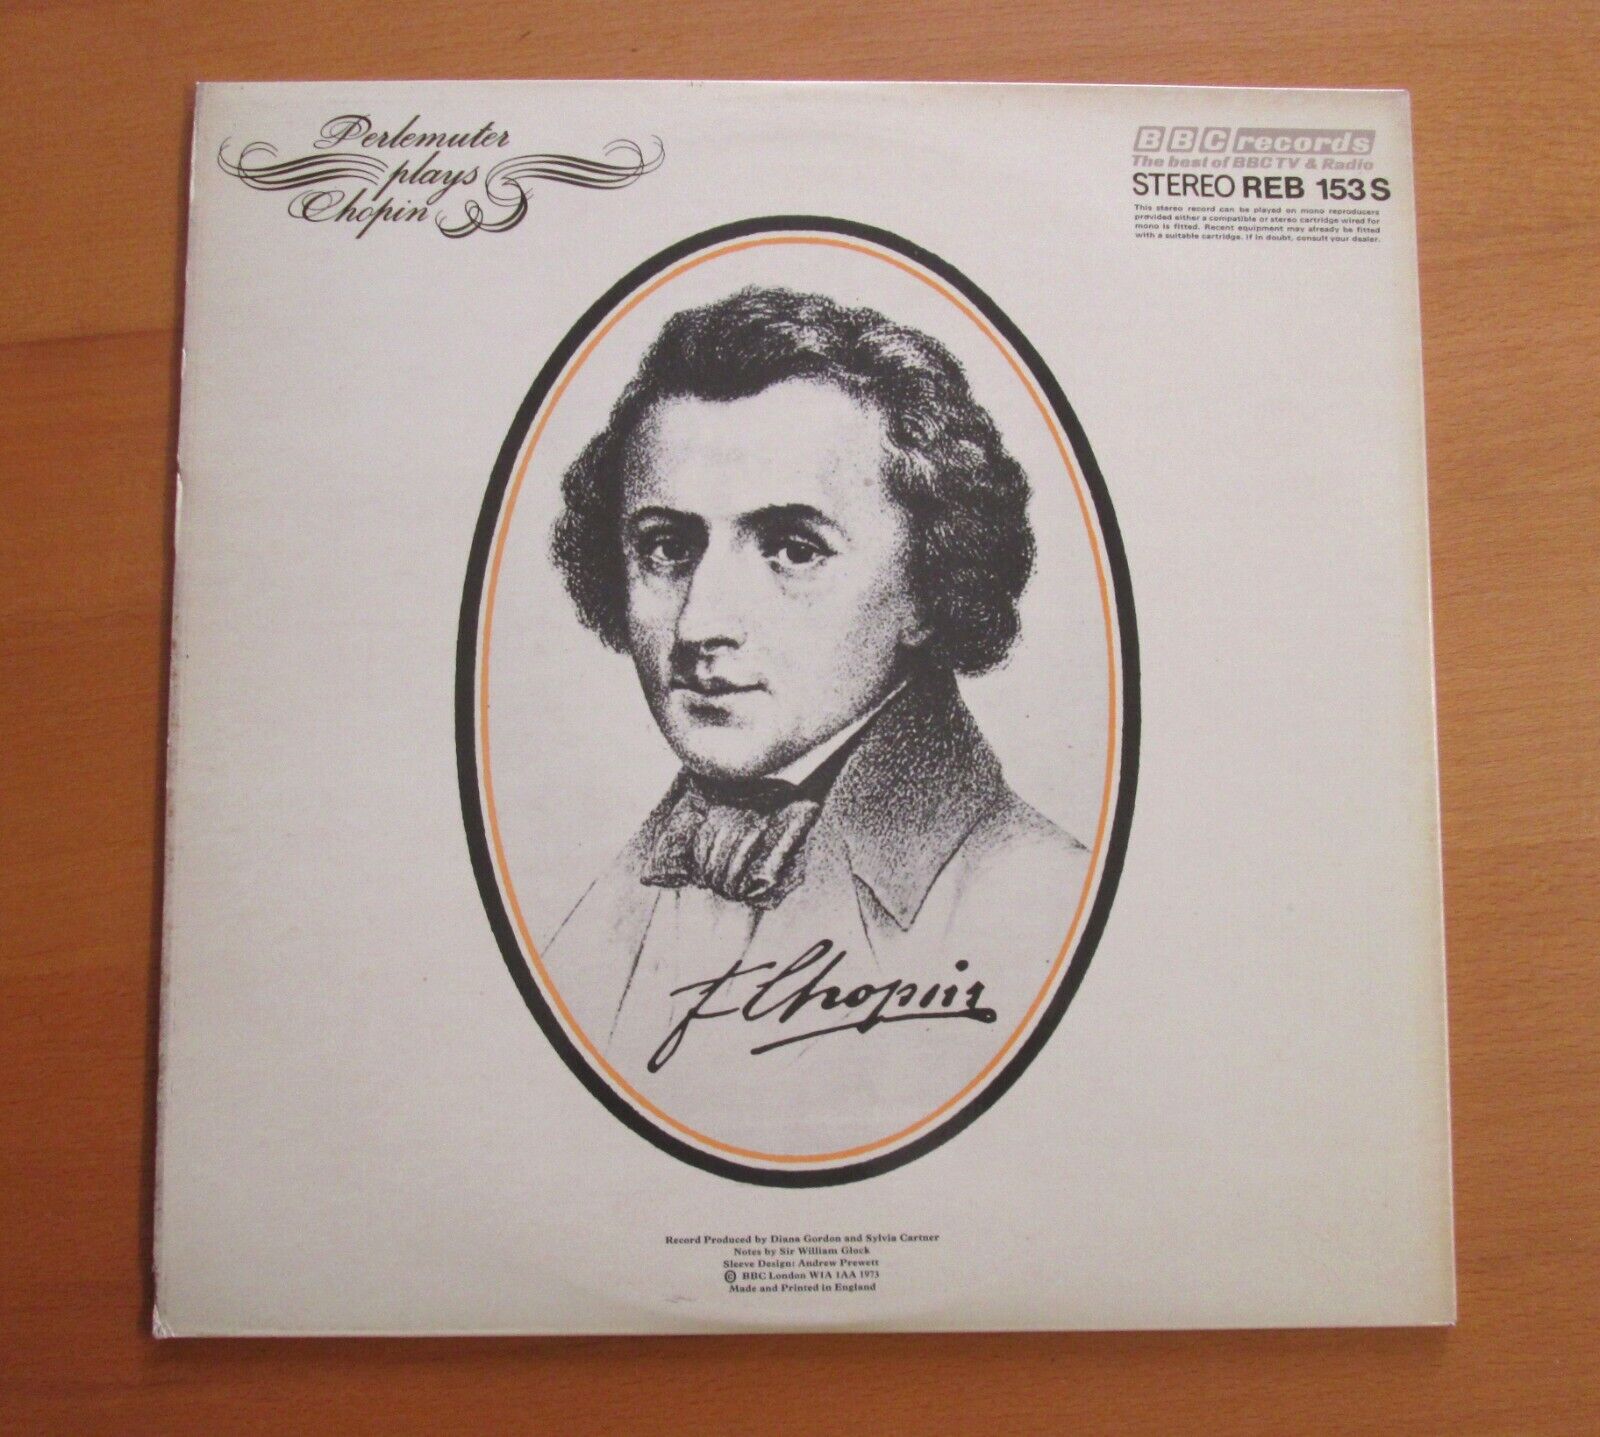 Perlemuter
plays
Chopin
BBC records
The best of BBC TV & Radio
STEREO REB 153 S
This stereo record can be played on mono reproducers
provided either a compatible or stereo cartridge wired for
mono is fitted. Recent equipment may already be fitted
with a suitable cartridge. If in doubt, consult your dealer.
F Chopin
Record Produced by Diana Gordon and Sylvia Cartner
Notes by Sir William Glock
Sleeve Design: Andrew Prewett
© BBC London W1A 1AA 1973
Made and Printed in England